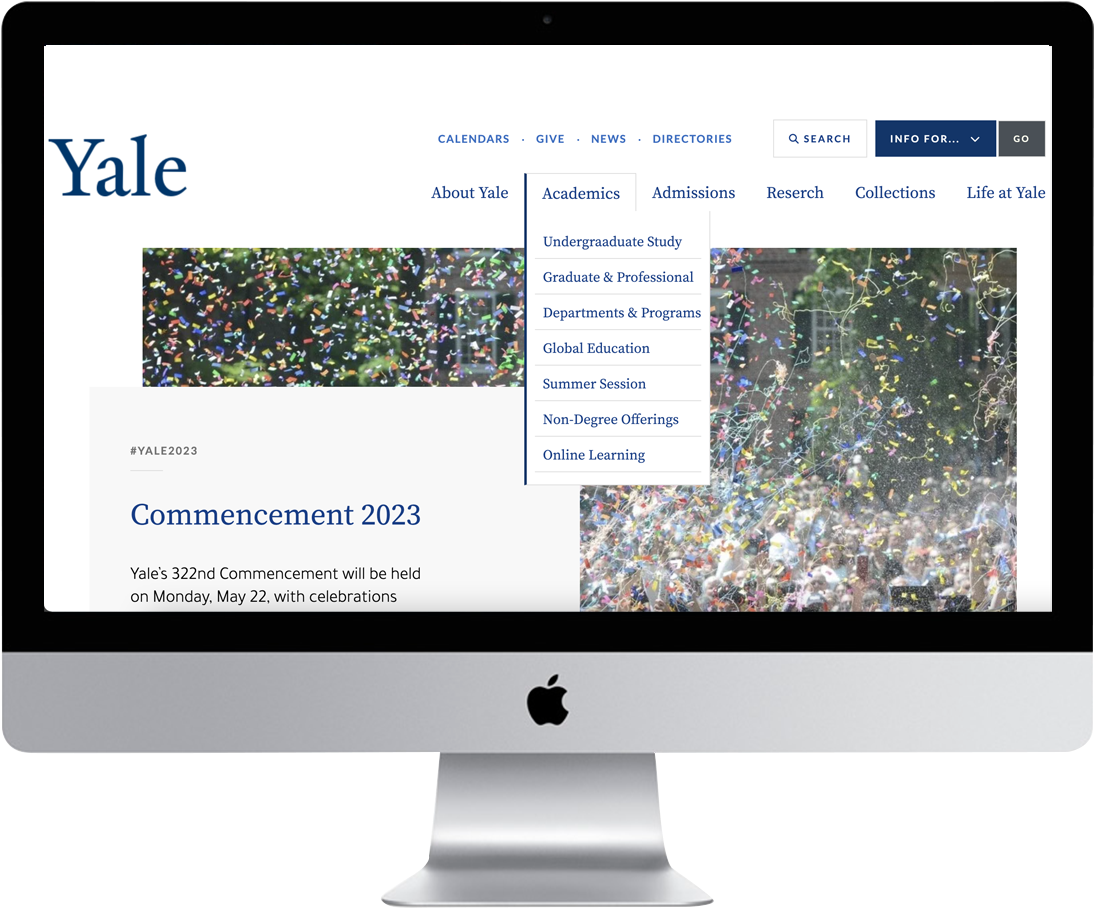 CALENDARS · GIVE · NEWS · DIRECTORIES SEARCH INFO FOR... GO
Yale
About Yale Academics Admissions Reserch Collections Life at Yale
Undergraaduate Study
Graduate & Professional
Departments & Programs
Global Education
Summer Session
Non-Degree Offerings
Online Learning
#YALE2023
Commencement 2023
Yale's 322nd Commencement will be held
on Monday, May 22, with celebrations